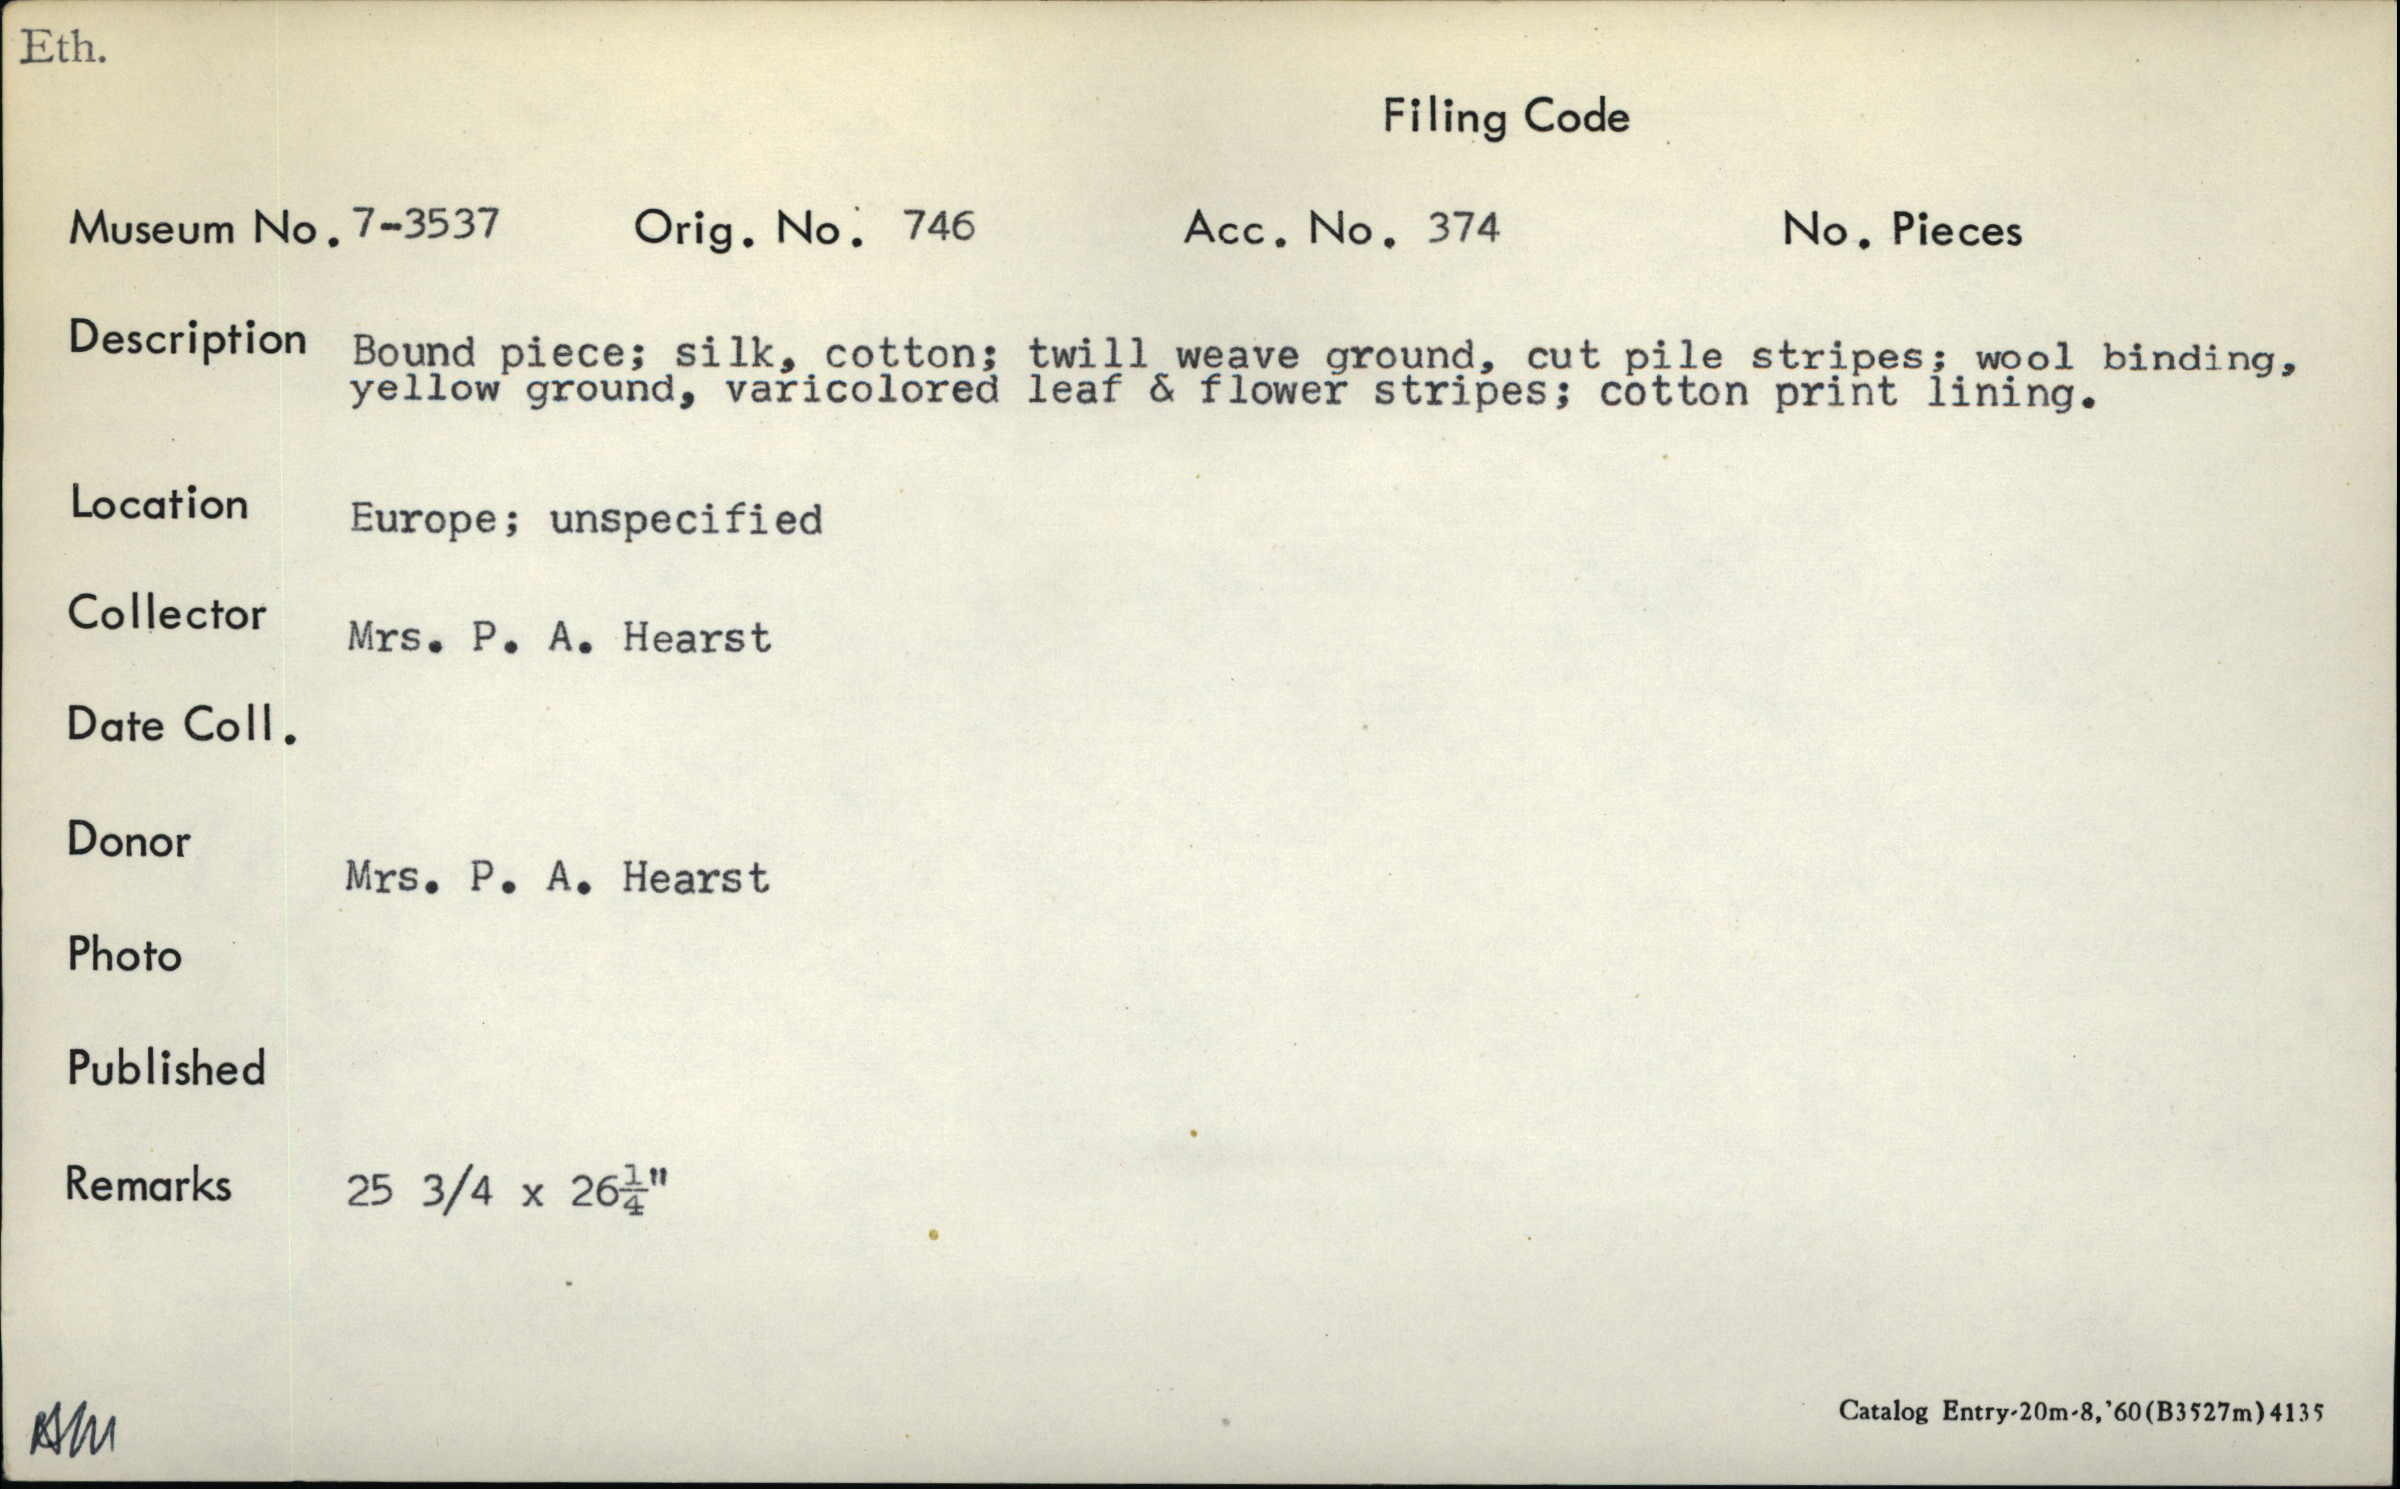 Eth.
Filing Code
Museum No. 7-3537 Orig. No. 746 Acc. No. 374 No. Pieces
Description Bound piece; silk, cotton; twill weave ground, cut pile stripes; wool binding,
yellow ground, varicolored leaf & flower stripes; cotton print lining.
Location Europe; unspecified
Collector Mrs. P. A. Hearst
Date Coll.
Donor Mrs. P. A. Hearst
Photo
Published
Remarks 25 3/4 x 26¼"
Catalog Entry-20m-8,'60(B3527m)4135